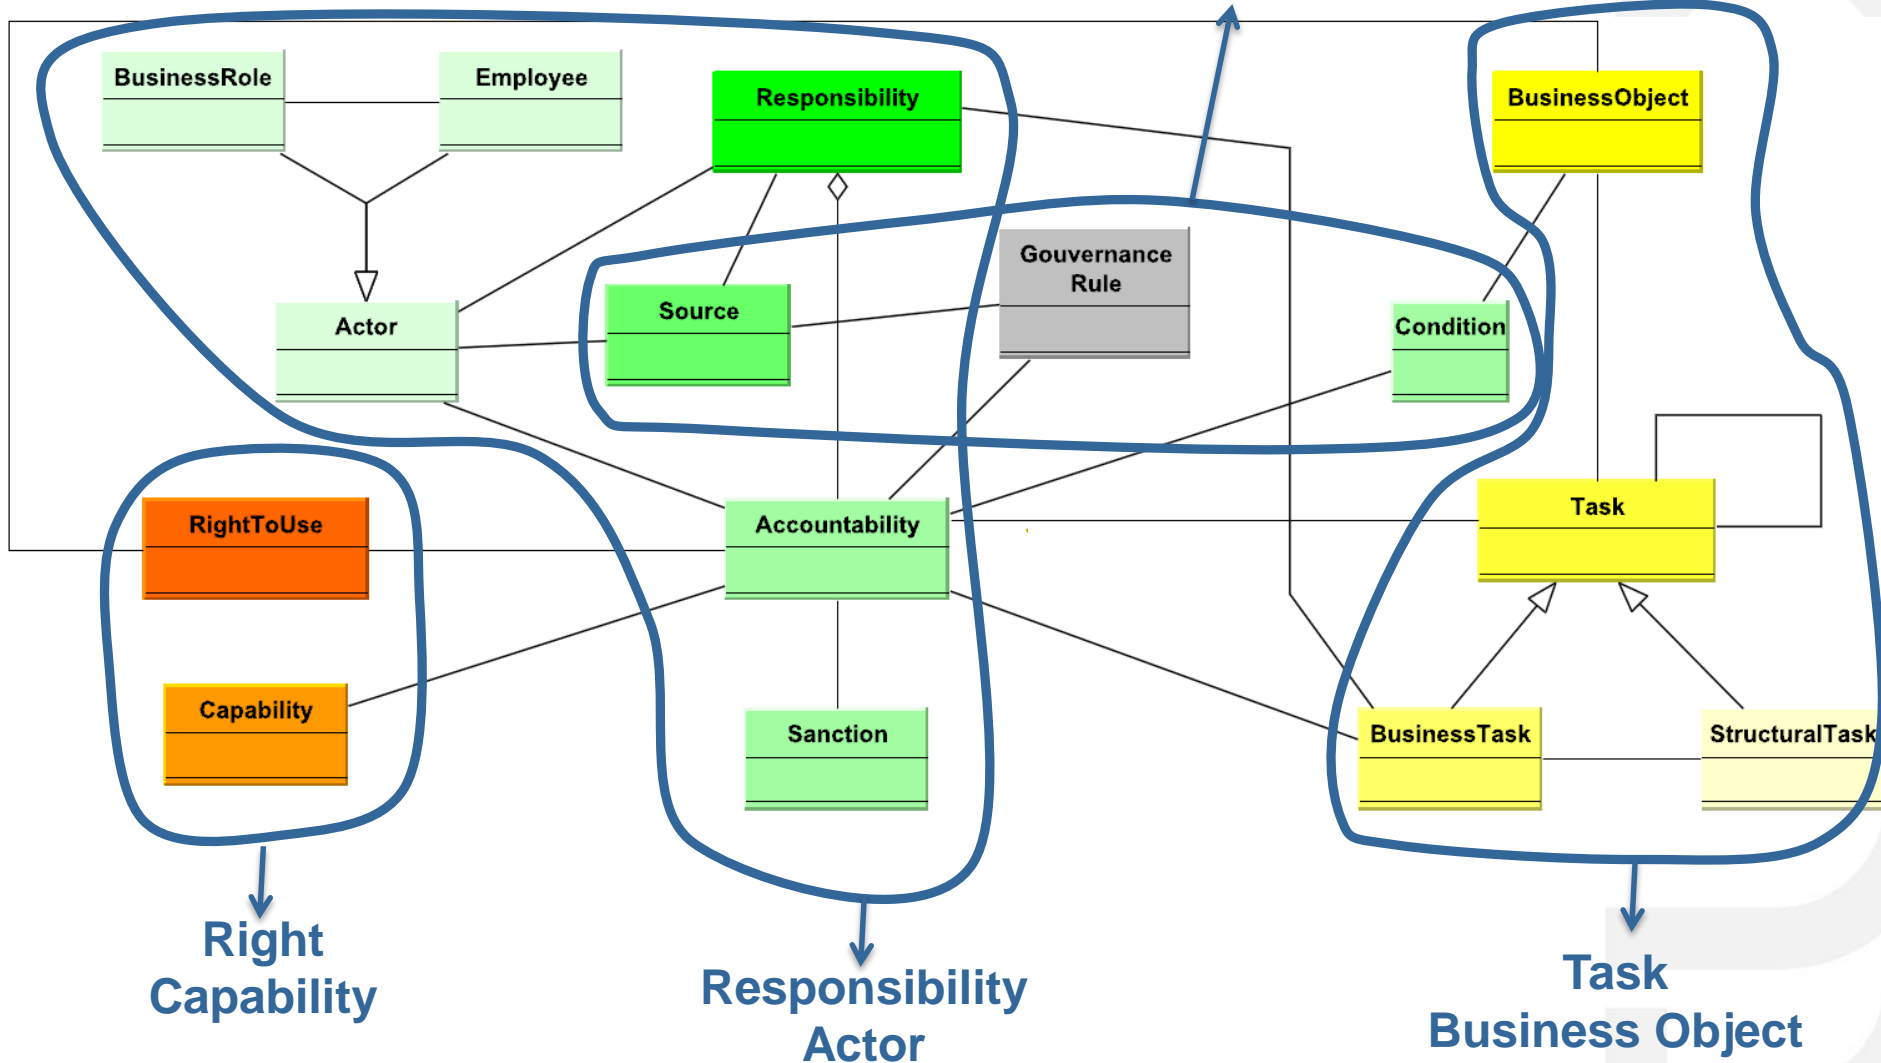 BusinessRole
Employee
Responsibility
BusinessObject
Gouvernance
Rule
Source
Actor
Condition
RightToUse
Accountability
Task
Capability
Sanction
BusinessTask
StructuralTask
Right
Capability
Responsibility
Actor
Task
Business Object